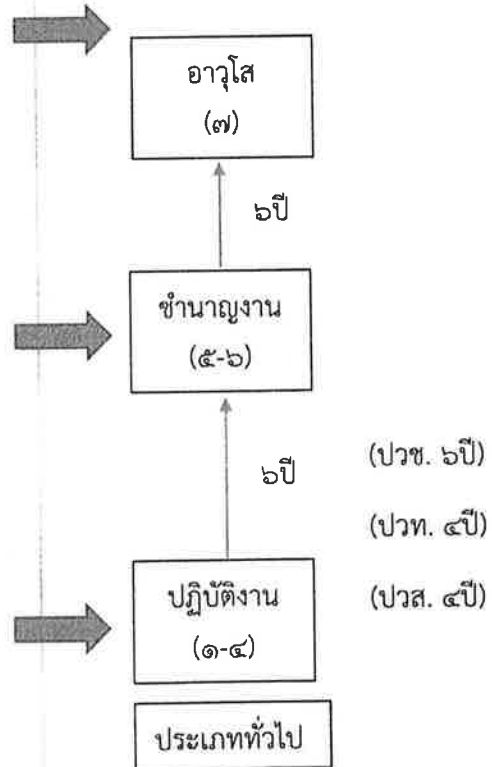 อาวุโส
(๗)
๖ปี
ชำนาญงาน
(๕-๖)
๖ปี
(ปวช. ๖ปี)
(ปวท. ๔ปี)
(ปวส. ๔ปี)
ปฏิบัติงาน
(๑-๔)
ประเภททั่วไป